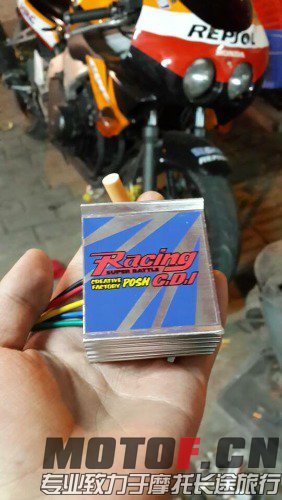 REPSOL
HONDA
Racing
SUPER BATTLE
CREATIVE FACTORY POSH C.D.I
MOTOF.CN
专业致力于摩托长途旅行